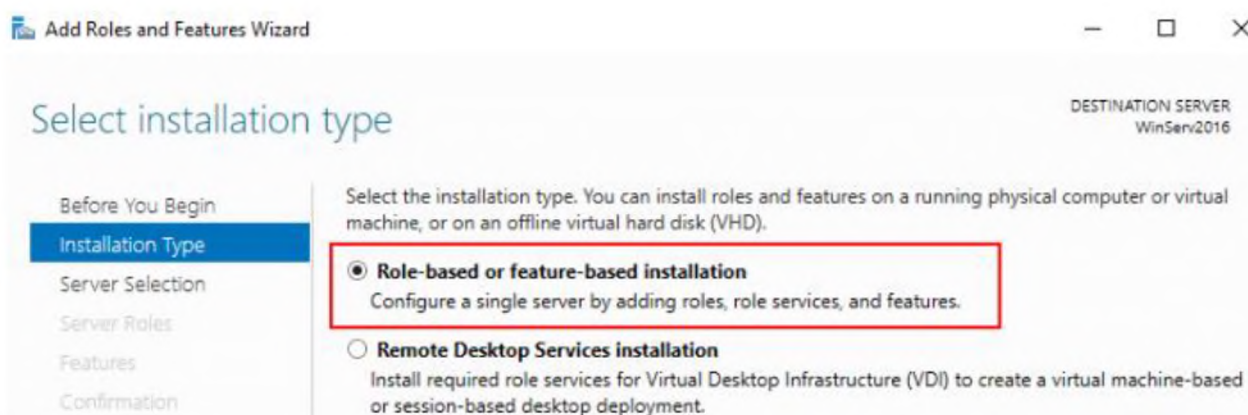 Add Roles and Features Wizard
Select installation type
DESTINATION SERVER
WinServ2016
Before You Begin
Installation Type
Server Selection
Server Roles
Features
Confirmation
Select the installation type. You can install roles and features on a running physical computer or virtual
machine, or on an offline virtual hard disk (VHD).
Role-based or feature-based installation
Configure a single server by adding roles, role services, and features.
Remote Desktop Services installation
Install required role services for Virtual Desktop Infrastructure (VDI) to create a virtual machine-based
or session-based desktop deployment.